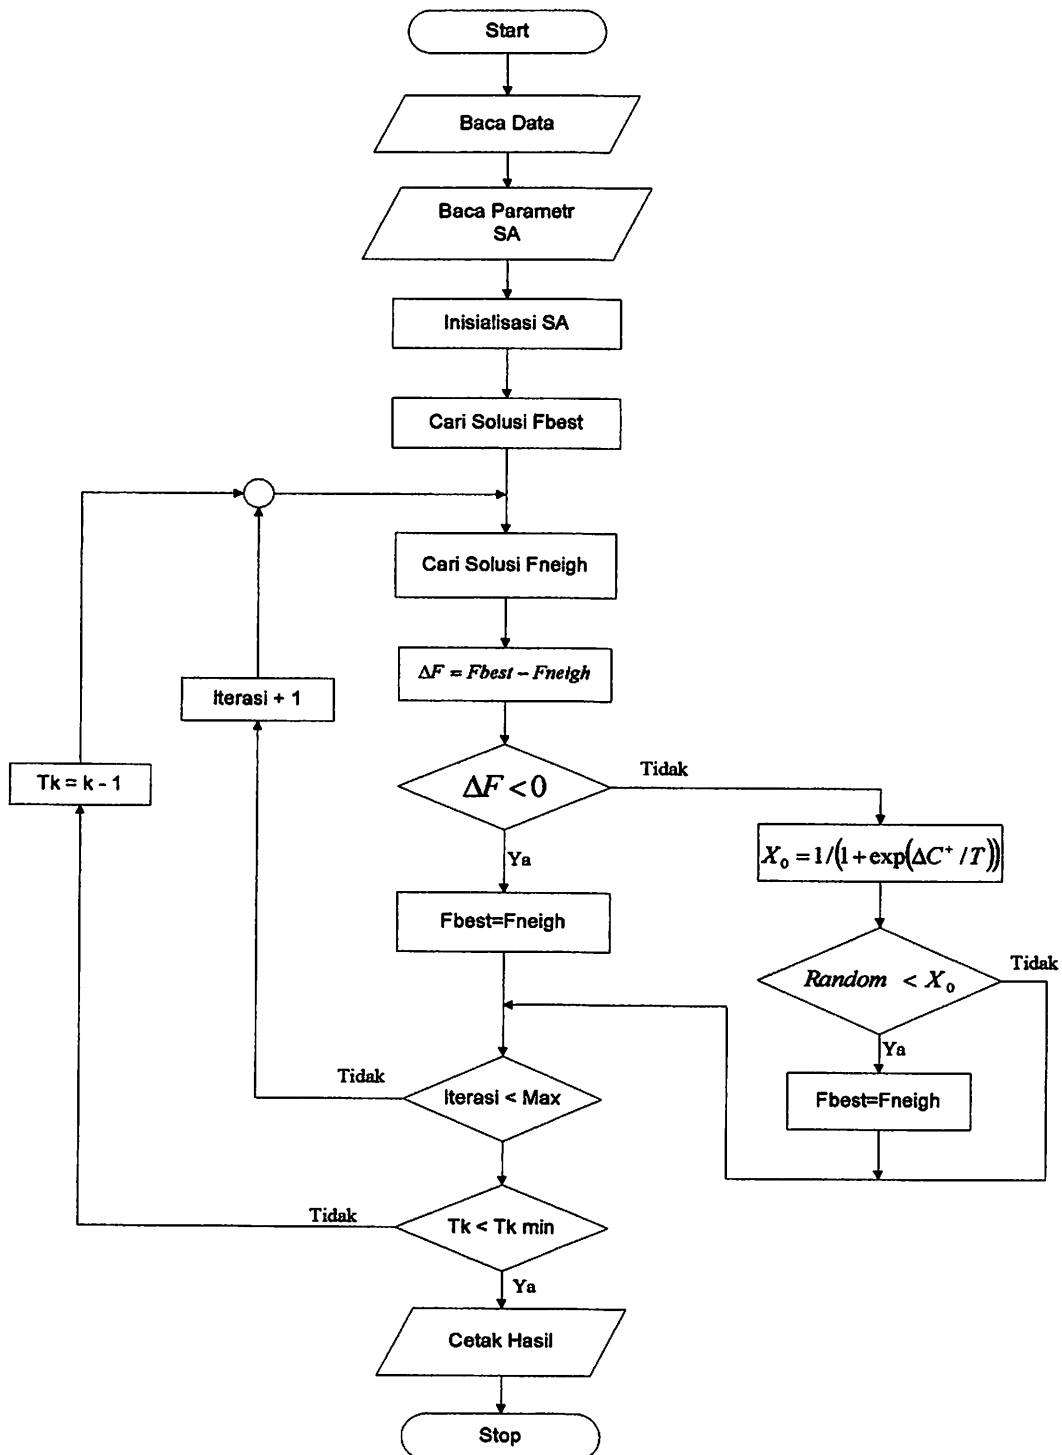 Start
Baca Data
Baca Parametr
SA
Inisialisasi SA
Cari Solusi Fbest
Cari Solusi Fneigh
ΔF = Fbest − Fneigh
Iterasi + 1
Tk = k - 1
ΔF < 0
Tidak
X₀ = 1/(1 + exp(ΔC⁺/T))
Ya
Fbest=Fneigh
Random < X₀
Tidak
Ya
Fbest=Fneigh
Tidak
Iterasi < Max
Tidak
Tk < Tk min
Ya
Cetak Hasil
Stop